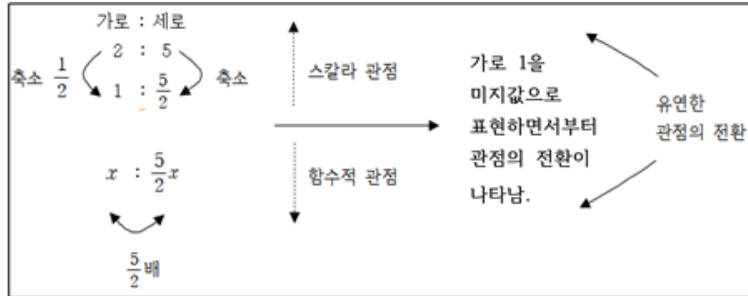 가로 : 세로
2 : 5
축소 1/2
1 : 5/2
축소
x : 5/2 x
5/2 배
스칼라 관점
함수적 관점
가로 1을
미지값으로
표현하면서부터
관점의 전환이
나타남.
유연한
관점의 전환